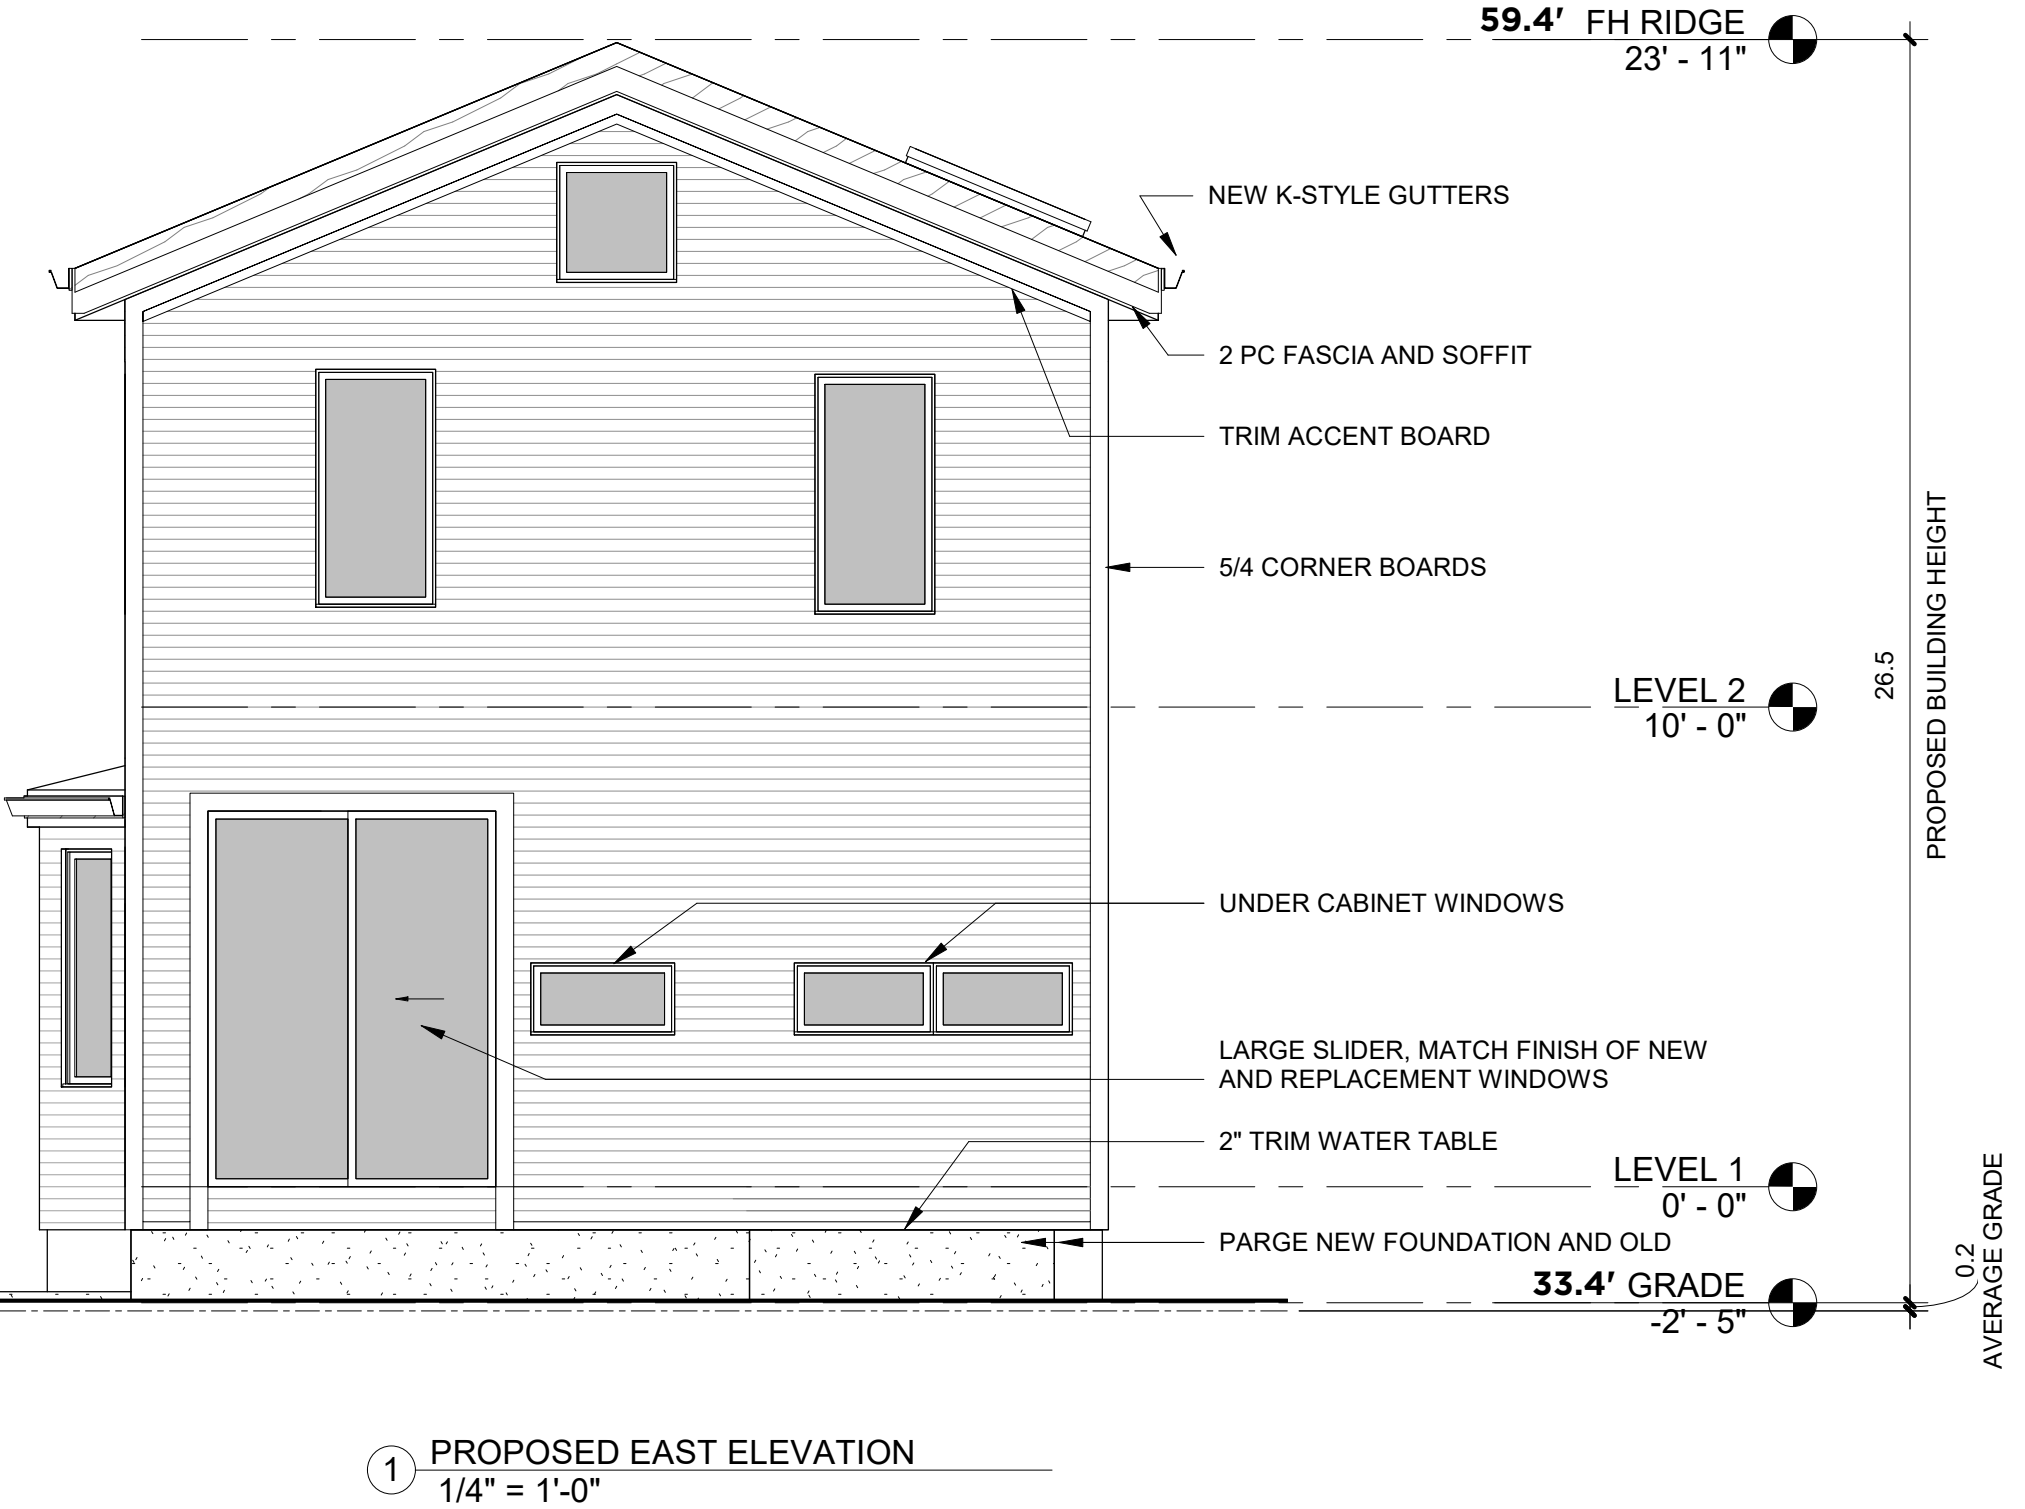 59.4' FH RIDGE
23' - 11"
NEW K-STYLE GUTTERS
2 PC FASCIA AND SOFFIT
TRIM ACCENT BOARD
5/4 CORNER BOARDS
26.5
PROPOSED BUILDING HEIGHT
LEVEL 2
10' - 0"
UNDER CABINET WINDOWS
LARGE SLIDER, MATCH FINISH OF NEW
AND REPLACEMENT WINDOWS
2" TRIM WATER TABLE
LEVEL 1
0' - 0"
PARGE NEW FOUNDATION AND OLD
33.4' GRADE
-2' - 5"
0.2
AVERAGE GRADE
1
PROPOSED EAST ELEVATION
1/4" = 1'-0"